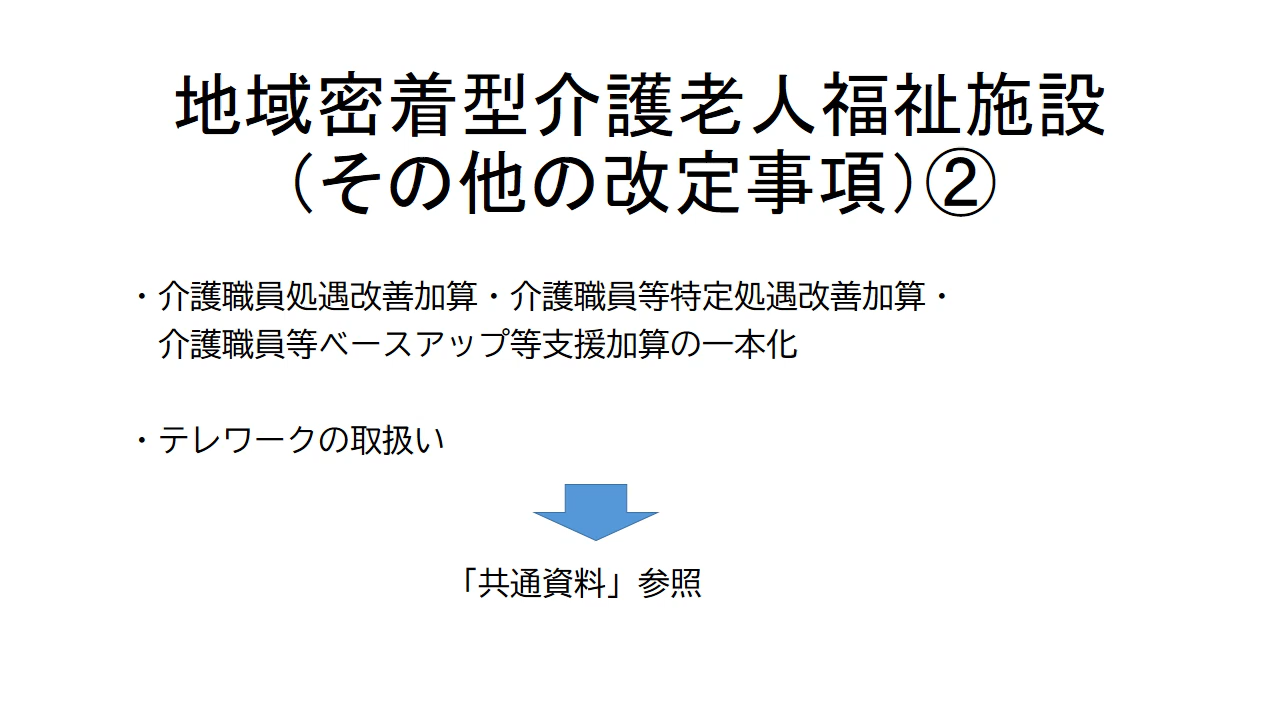 地域密着型介護老人福祉施設
（その他の改定事項）②
・介護職員処遇改善加算・介護職員等特定処遇改善加算・
介護職員等ベースアップ等支援加算の一本化
・テレワークの取扱い
「共通資料」参照